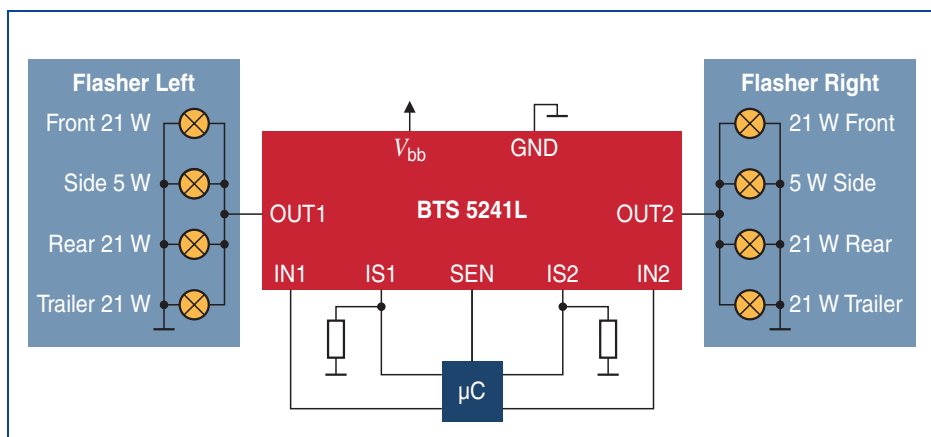 Flasher Left
Front 21 W
Side 5 W
Rear 21 W
Trailer 21 W
V_bb
GND
BTS 5241L
OUT1
OUT2
IN1
IS1
SEN
IS2
IN2
µC
Flasher Right
21 W Front
5 W Side
21 W Rear
21 W Trailer